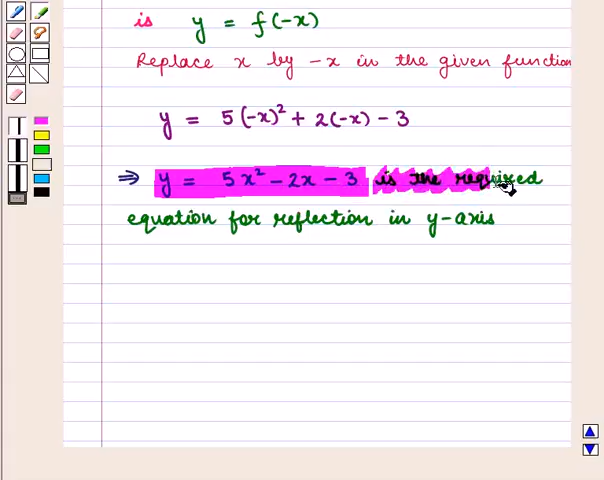 is y = f(-x)
Replace x by -x in the given function
y = 5(-x)² + 2(-x) - 3
⇒ y = 5x² - 2x - 3 is the required
equation for reflection in y-axis